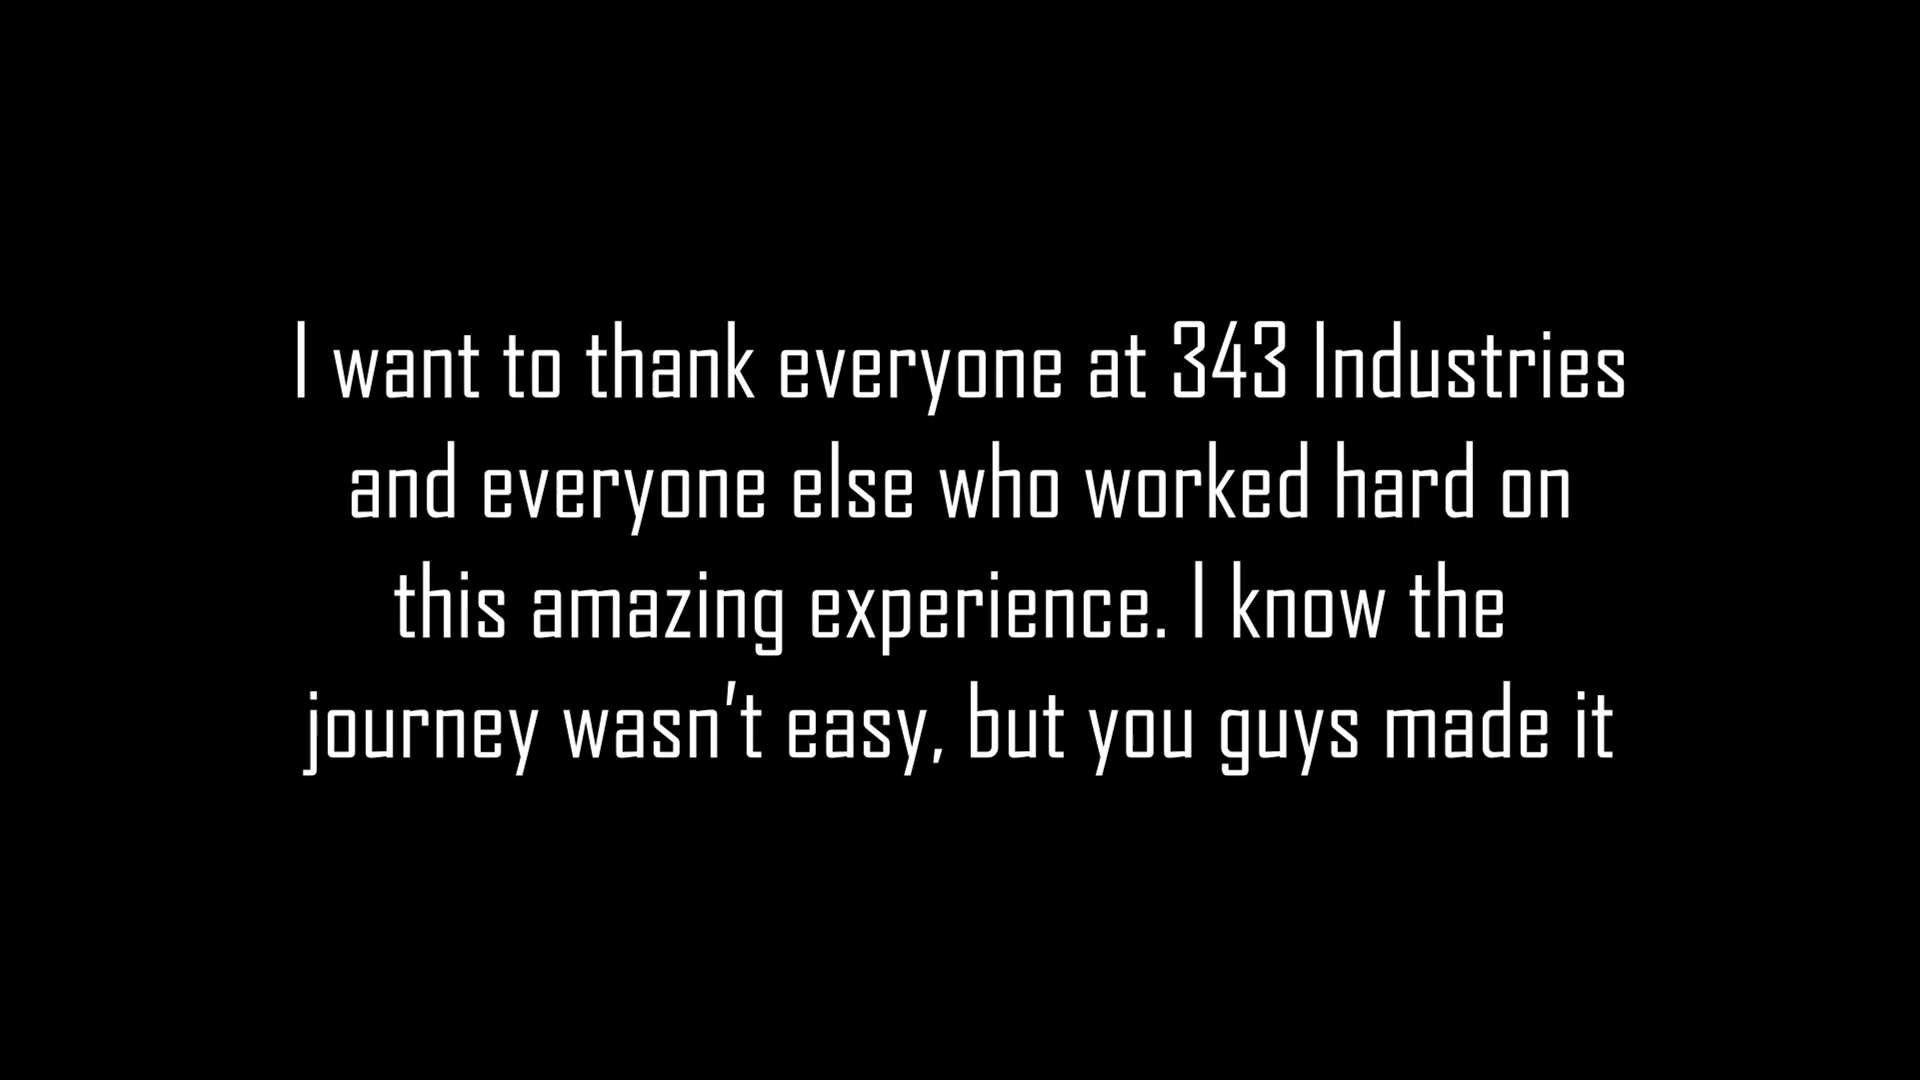 I want to thank everyone at 343 Industries
and everyone else who worked hard on
this amazing experience. I know the
journey wasn't easy, but you guys made it